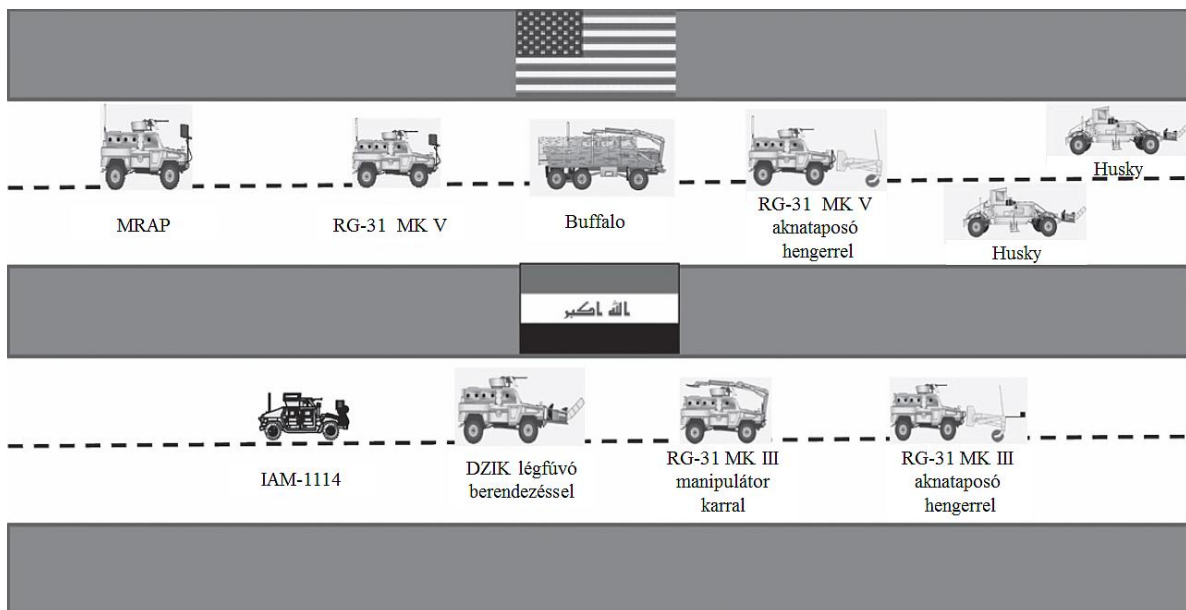 Husky
MRAP
RG-31 MK V
Buffalo
RG-31 MK V
aknataposó
hengerrel
Husky
الله اكبر
IAM-1114
DZIK légfúvó
berendezéssel
RG-31 MK III
manipulátor
karral
RG-31 MK III
aknataposó
hengerrel